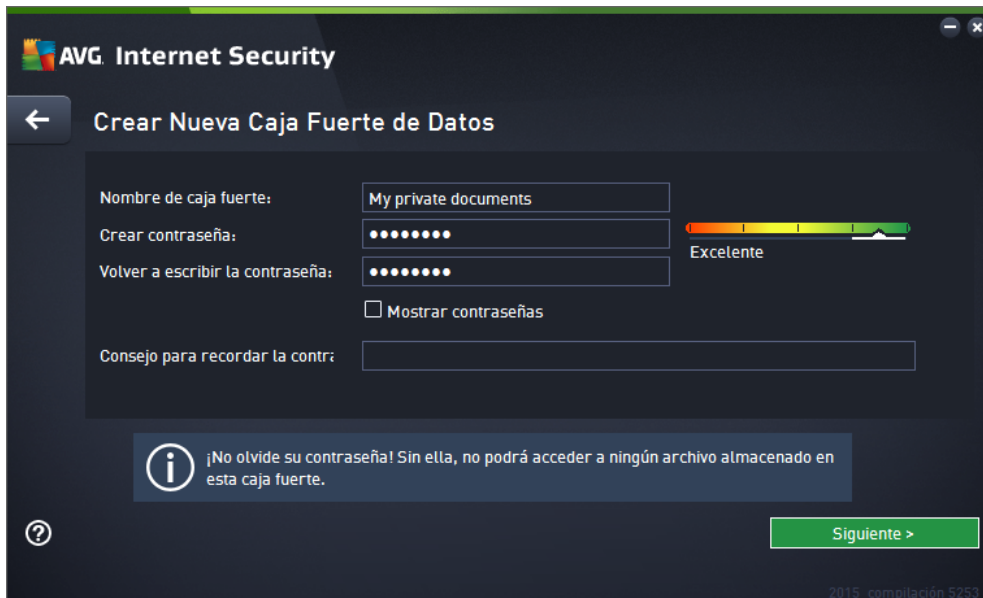 AVG. Internet Security
Crear Nueva Caja Fuerte de Datos
Nombre de caja fuerte:
My private documents
Crear contraseña:
●●●●●●●●
Excelente
Volver a escribir la contraseña:
●●●●●●●●
Mostrar contraseñas
Consejo para recordar la contra
¡No olvide su contraseña! Sin ella, no podrá acceder a ningún archivo almacenado en
esta caja fuerte.
Siguiente >
2015 compilación 5253